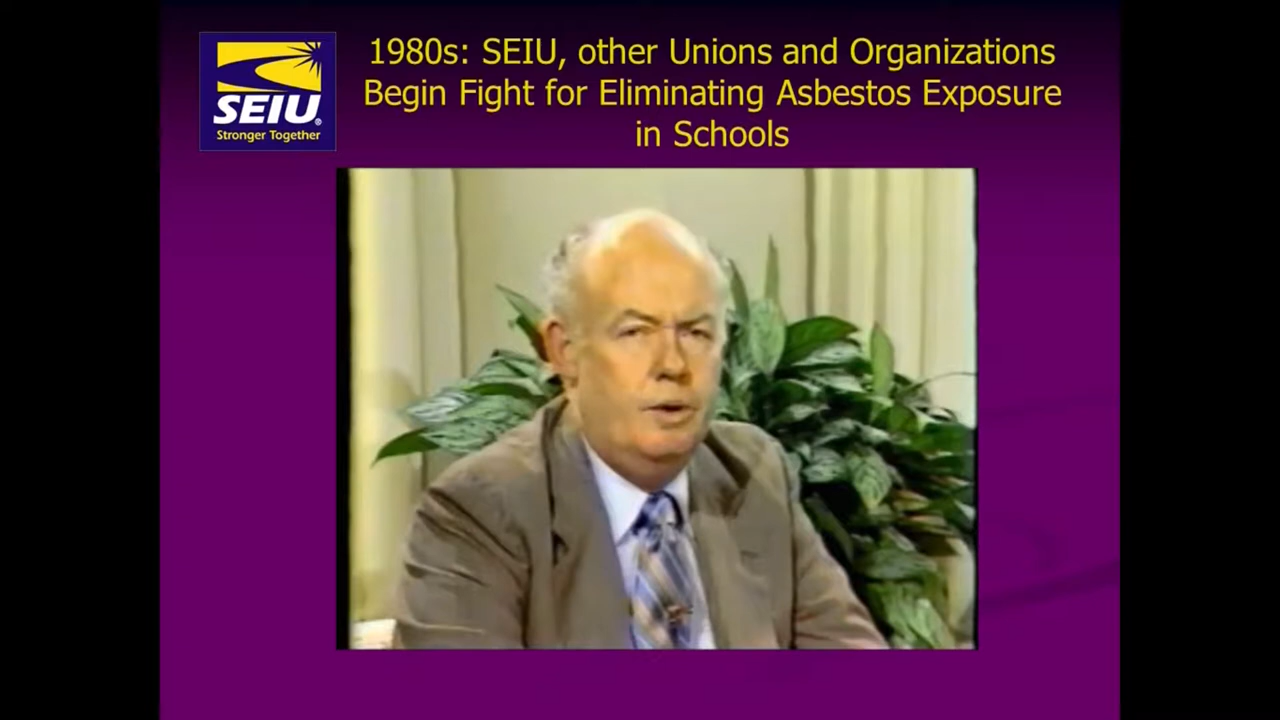 SEIU®
Stronger Together
1980s: SEIU, other Unions and Organizations
Begin Fight for Eliminating Asbestos Exposure
in Schools